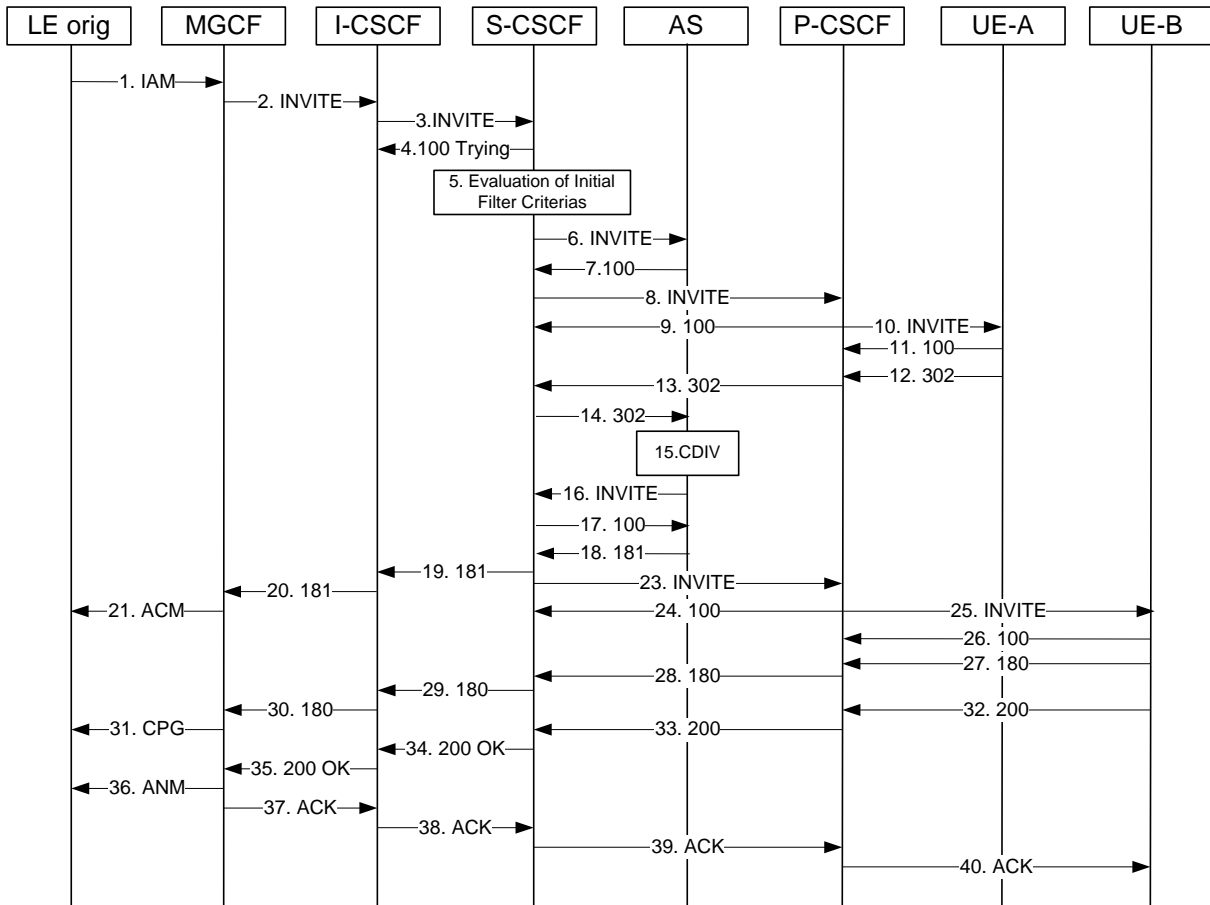 LE orig
MGCF
I-CSCF
S-CSCF
AS
P-CSCF
UE-A
UE-B
1. IAM
2. INVITE
3.INVITE
4.100 Trying
5. Evaluation of Initial
Filter Criterias
6. INVITE
7.100
8. INVITE
9. 100
10. INVITE
11. 100
12. 302
13. 302
14. 302
15.CDIV
16. INVITE
17. 100
18. 181
19. 181
20. 181
21. ACM
23. INVITE
24. 100
25. INVITE
26. 100
27. 180
28. 180
29. 180
30. 180
31. CPG
32. 200
33. 200
34. 200 OK
35. 200 OK
36. ANM
37. ACK
38. ACK
39. ACK
40. ACK